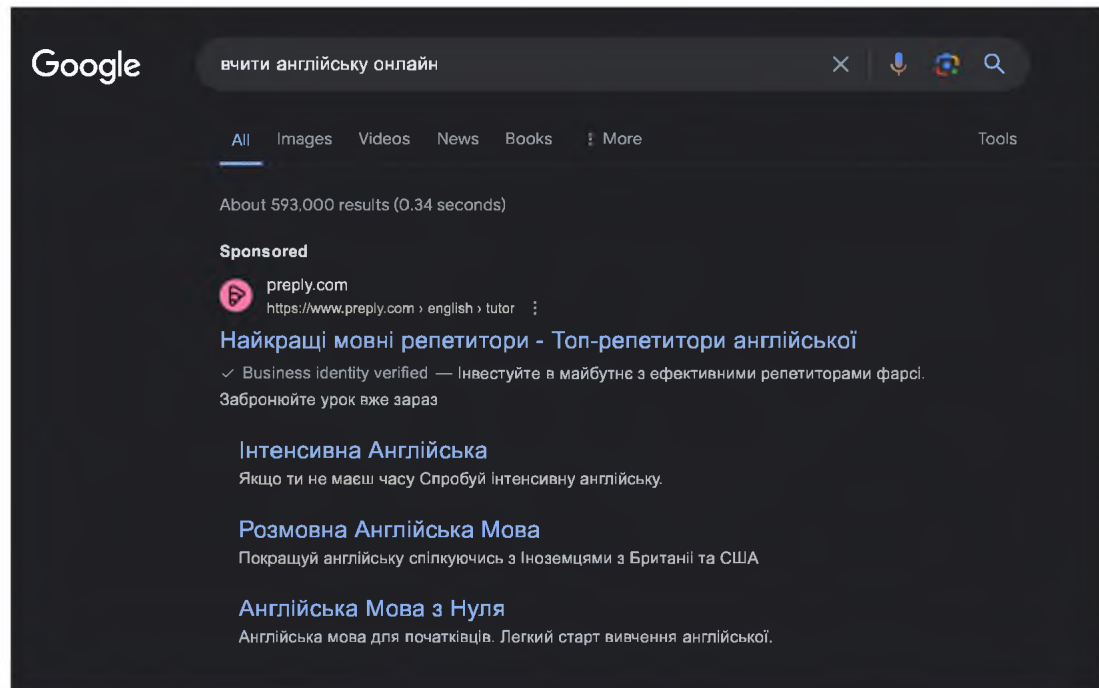 Google
вчити англійську онлайн
All Images Videos News Books More Tools
About 593,000 results (0.34 seconds)
Sponsored
preply.com
https://www.preply.com › english › tutor
Найкращі мовні репетитори - Топ-репетитори англійської
Business identity verified — Інвестуйте в майбутнє з ефективними репетиторами фарсі.
Забронюйте урок вже зараз
Інтенсивна Англійська
Якщо ти не маєш часу Спробуй Інтенсивну англійську.
Розмовна Англійська Мова
Покращуй англійську спілкуючись з Іноземцями з Британії та США
Англійська Мова з Нуля
Англійська мова для початківців. Легкий старт вивчення англійської.